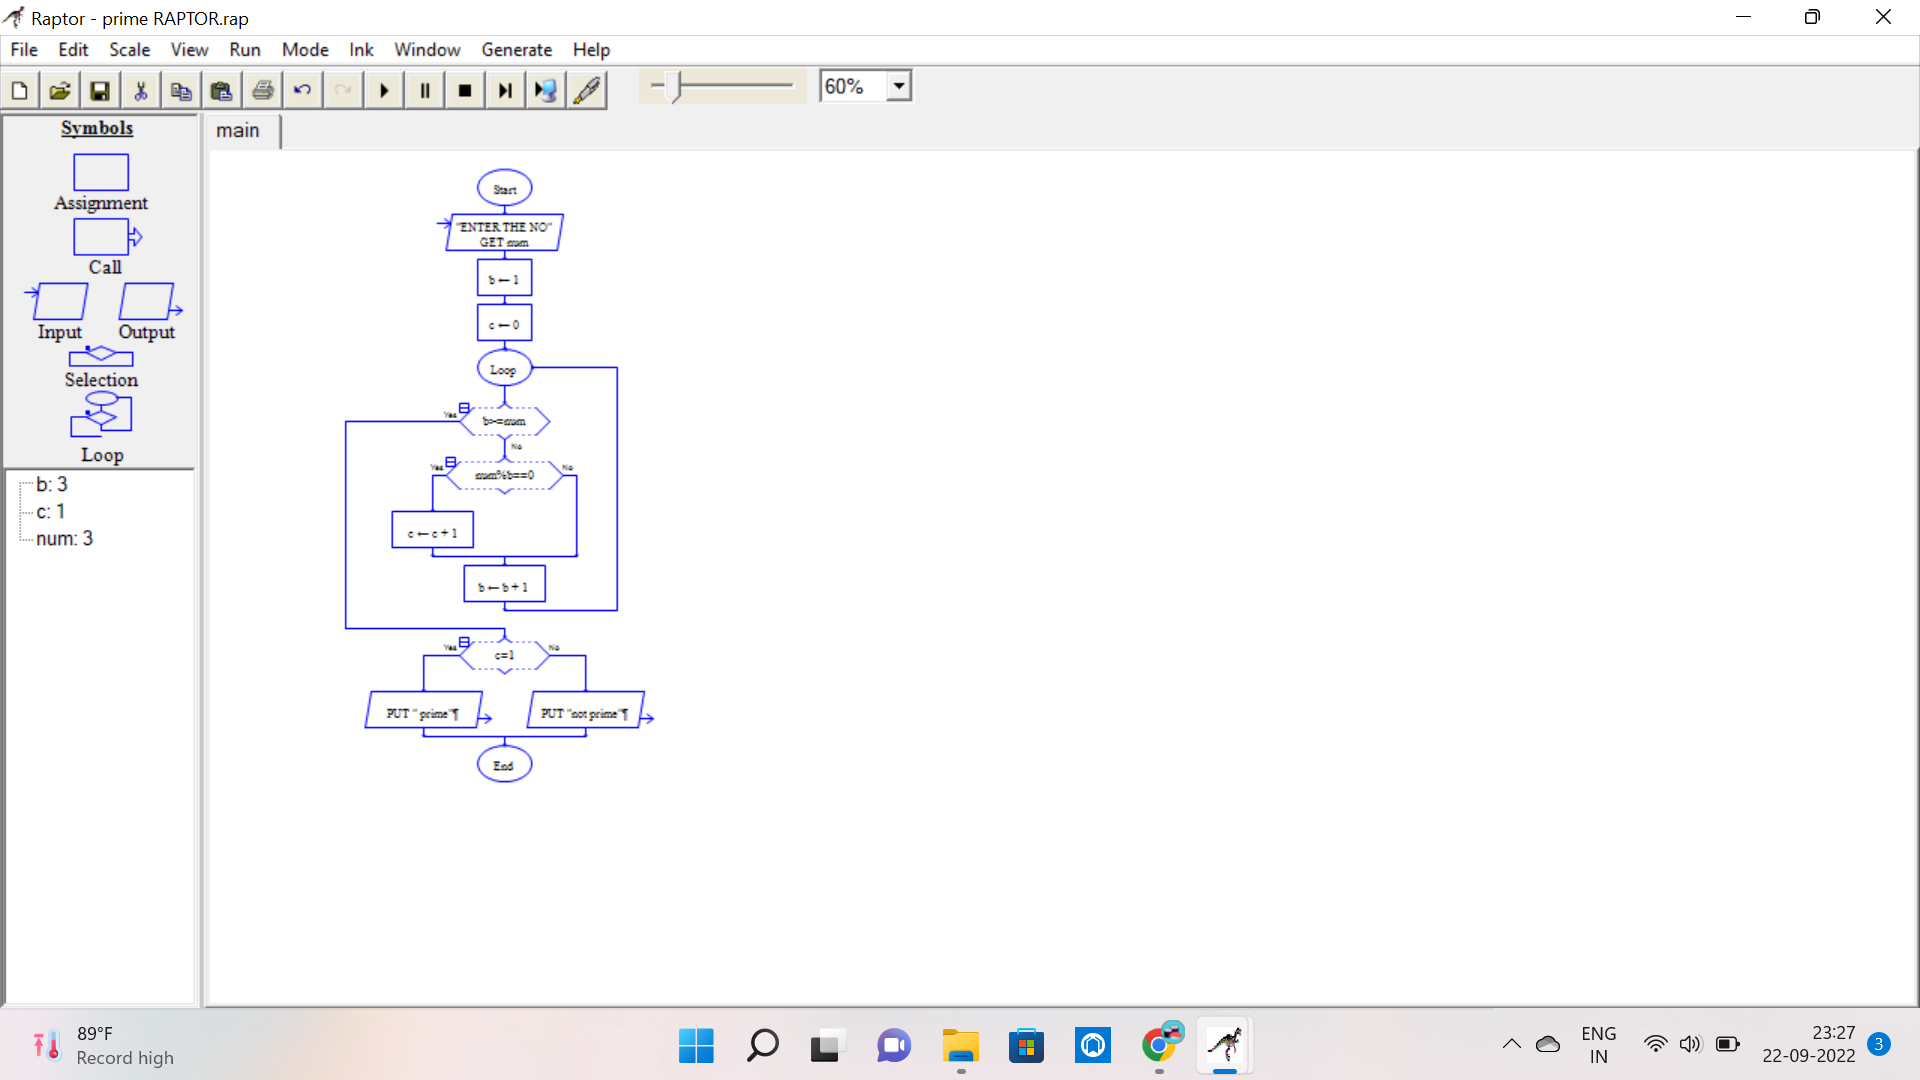 Raptor - prime RAPTOR.rap
File Edit Scale View Run Mode Ink Window Generate Help
60%
Symbols
Assignment
Call
Input Output
Selection
Loop
b: 3
c: 1
num: 3
main
Start
"ENTER THE NO"
GET num
b ← 1
c ← 0
Loop
Yes
b>=num
No
Yes
num%b==0
No
c ← c + 1
b ← b + 1
Yes
c=1
No
PUT " prime"¶
PUT "not prime"¶
End
89°F
Record high
ENG
IN
23:27
22-09-2022
3